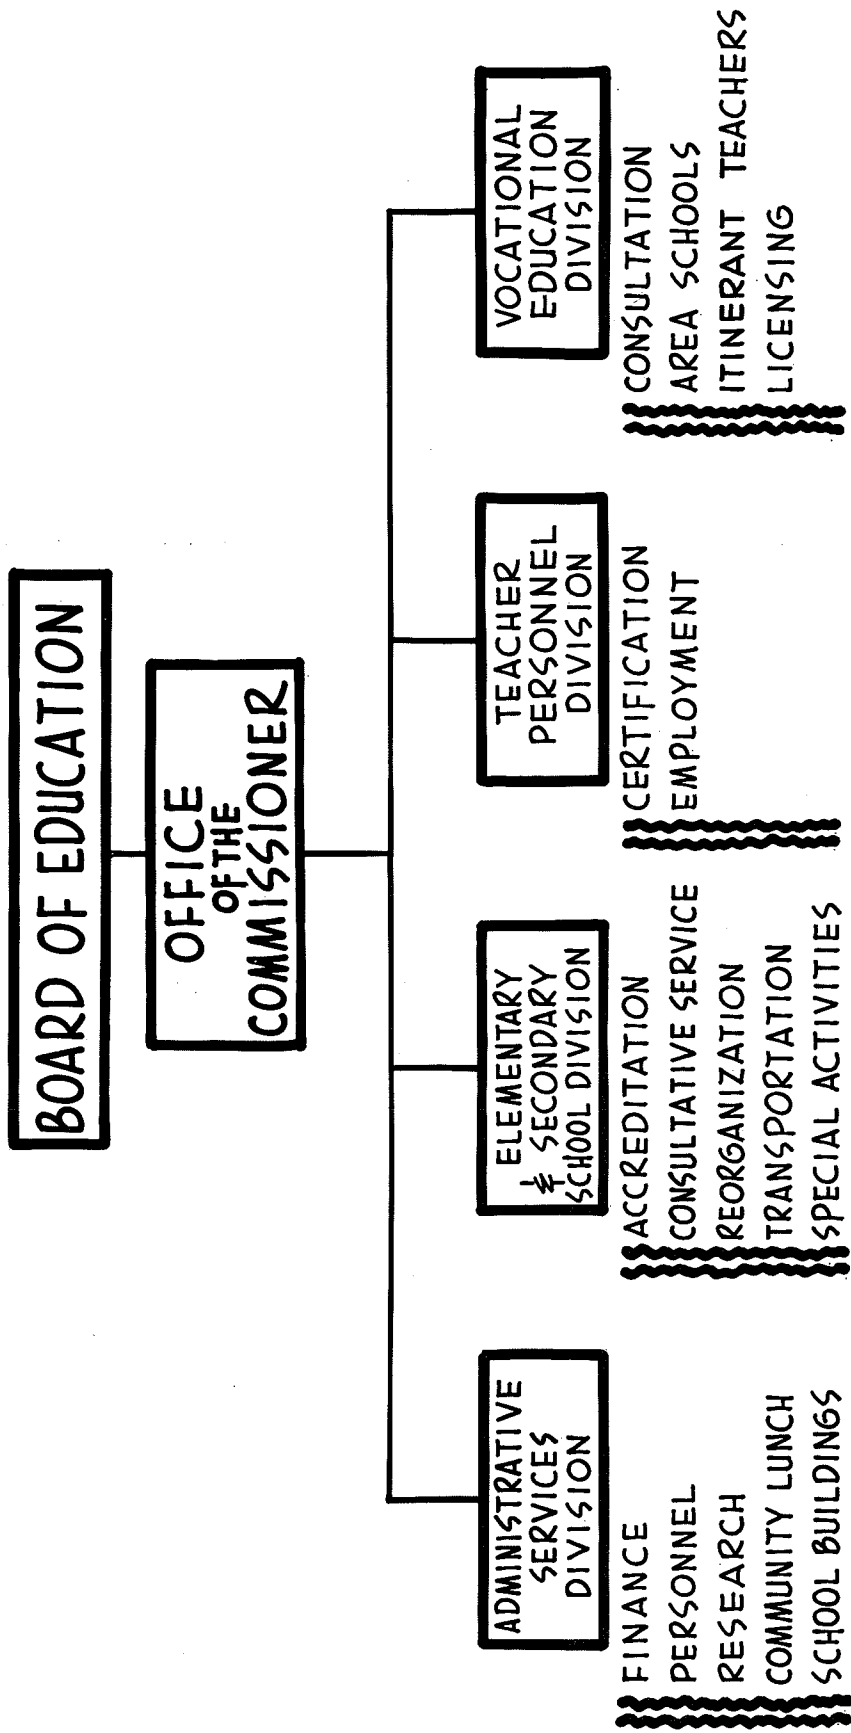 BOARD OF EDUCATION
OFFICE
OF THE
COMMISSIONER
ADMINISTRATIVE
SERVICES
DIVISION
FINANCE
PERSONNEL
RESEARCH
COMMUNITY LUNCH
SCHOOL BUILDINGS
ELEMENTARY
& SECONDARY
SCHOOL DIVISION
ACCREDITATION
CONSULTATIVE SERVICE
REORGANIZATION
TRANSPORTATION
SPECIAL ACTIVITIES
TEACHER
PERSONNEL
DIVISION
CERTIFICATION
EMPLOYMENT
VOCATIONAL
EDUCATION
DIVISION
CONSULTATION
AREA SCHOOLS
ITINERANT TEACHERS
LICENSING